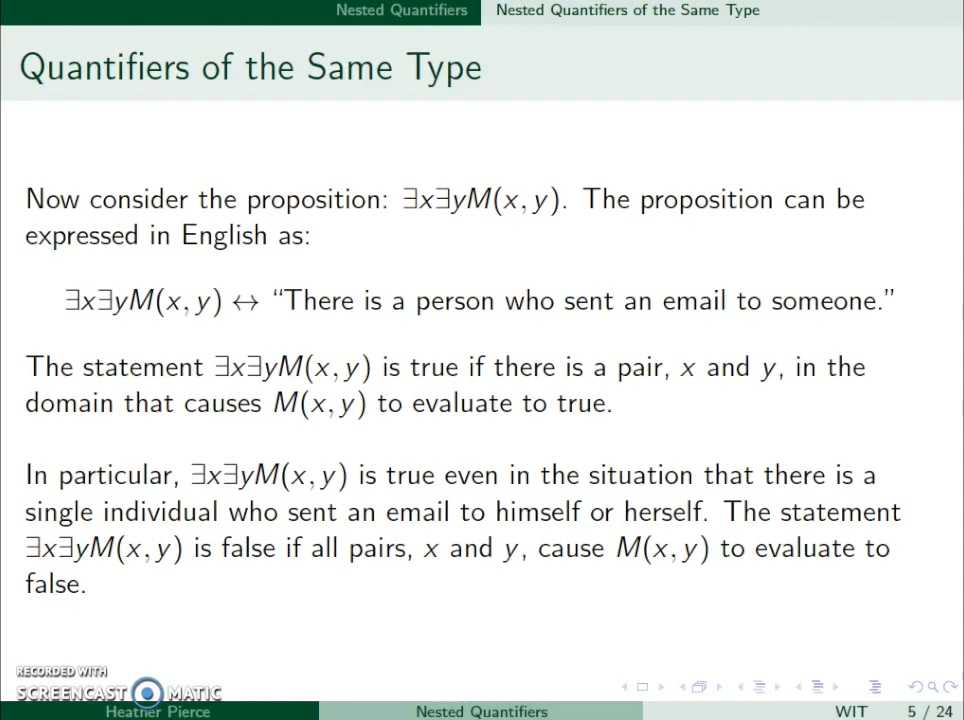 Nested Quantifiers Nested Quantifiers of the Same Type
Quantifiers of the Same Type
Now consider the proposition: ∃x∃yM(x, y). The proposition can be
expressed in English as:
∃x∃yM(x, y) ↔ “There is a person who sent an email to someone.”
The statement ∃x∃yM(x, y) is true if there is a pair, x and y, in the
domain that causes M(x, y) to evaluate to true.
In particular, ∃x∃yM(x, y) is true even in the situation that there is a
single individual who sent an email to himself or herself. The statement
∃x∃yM(x, y) is false if all pairs, x and y, cause M(x, y) to evaluate to
false.
RECORDED WITH
SCREENCAST MATIC
Heather Pierce Nested Quantifiers WIT 5 / 24